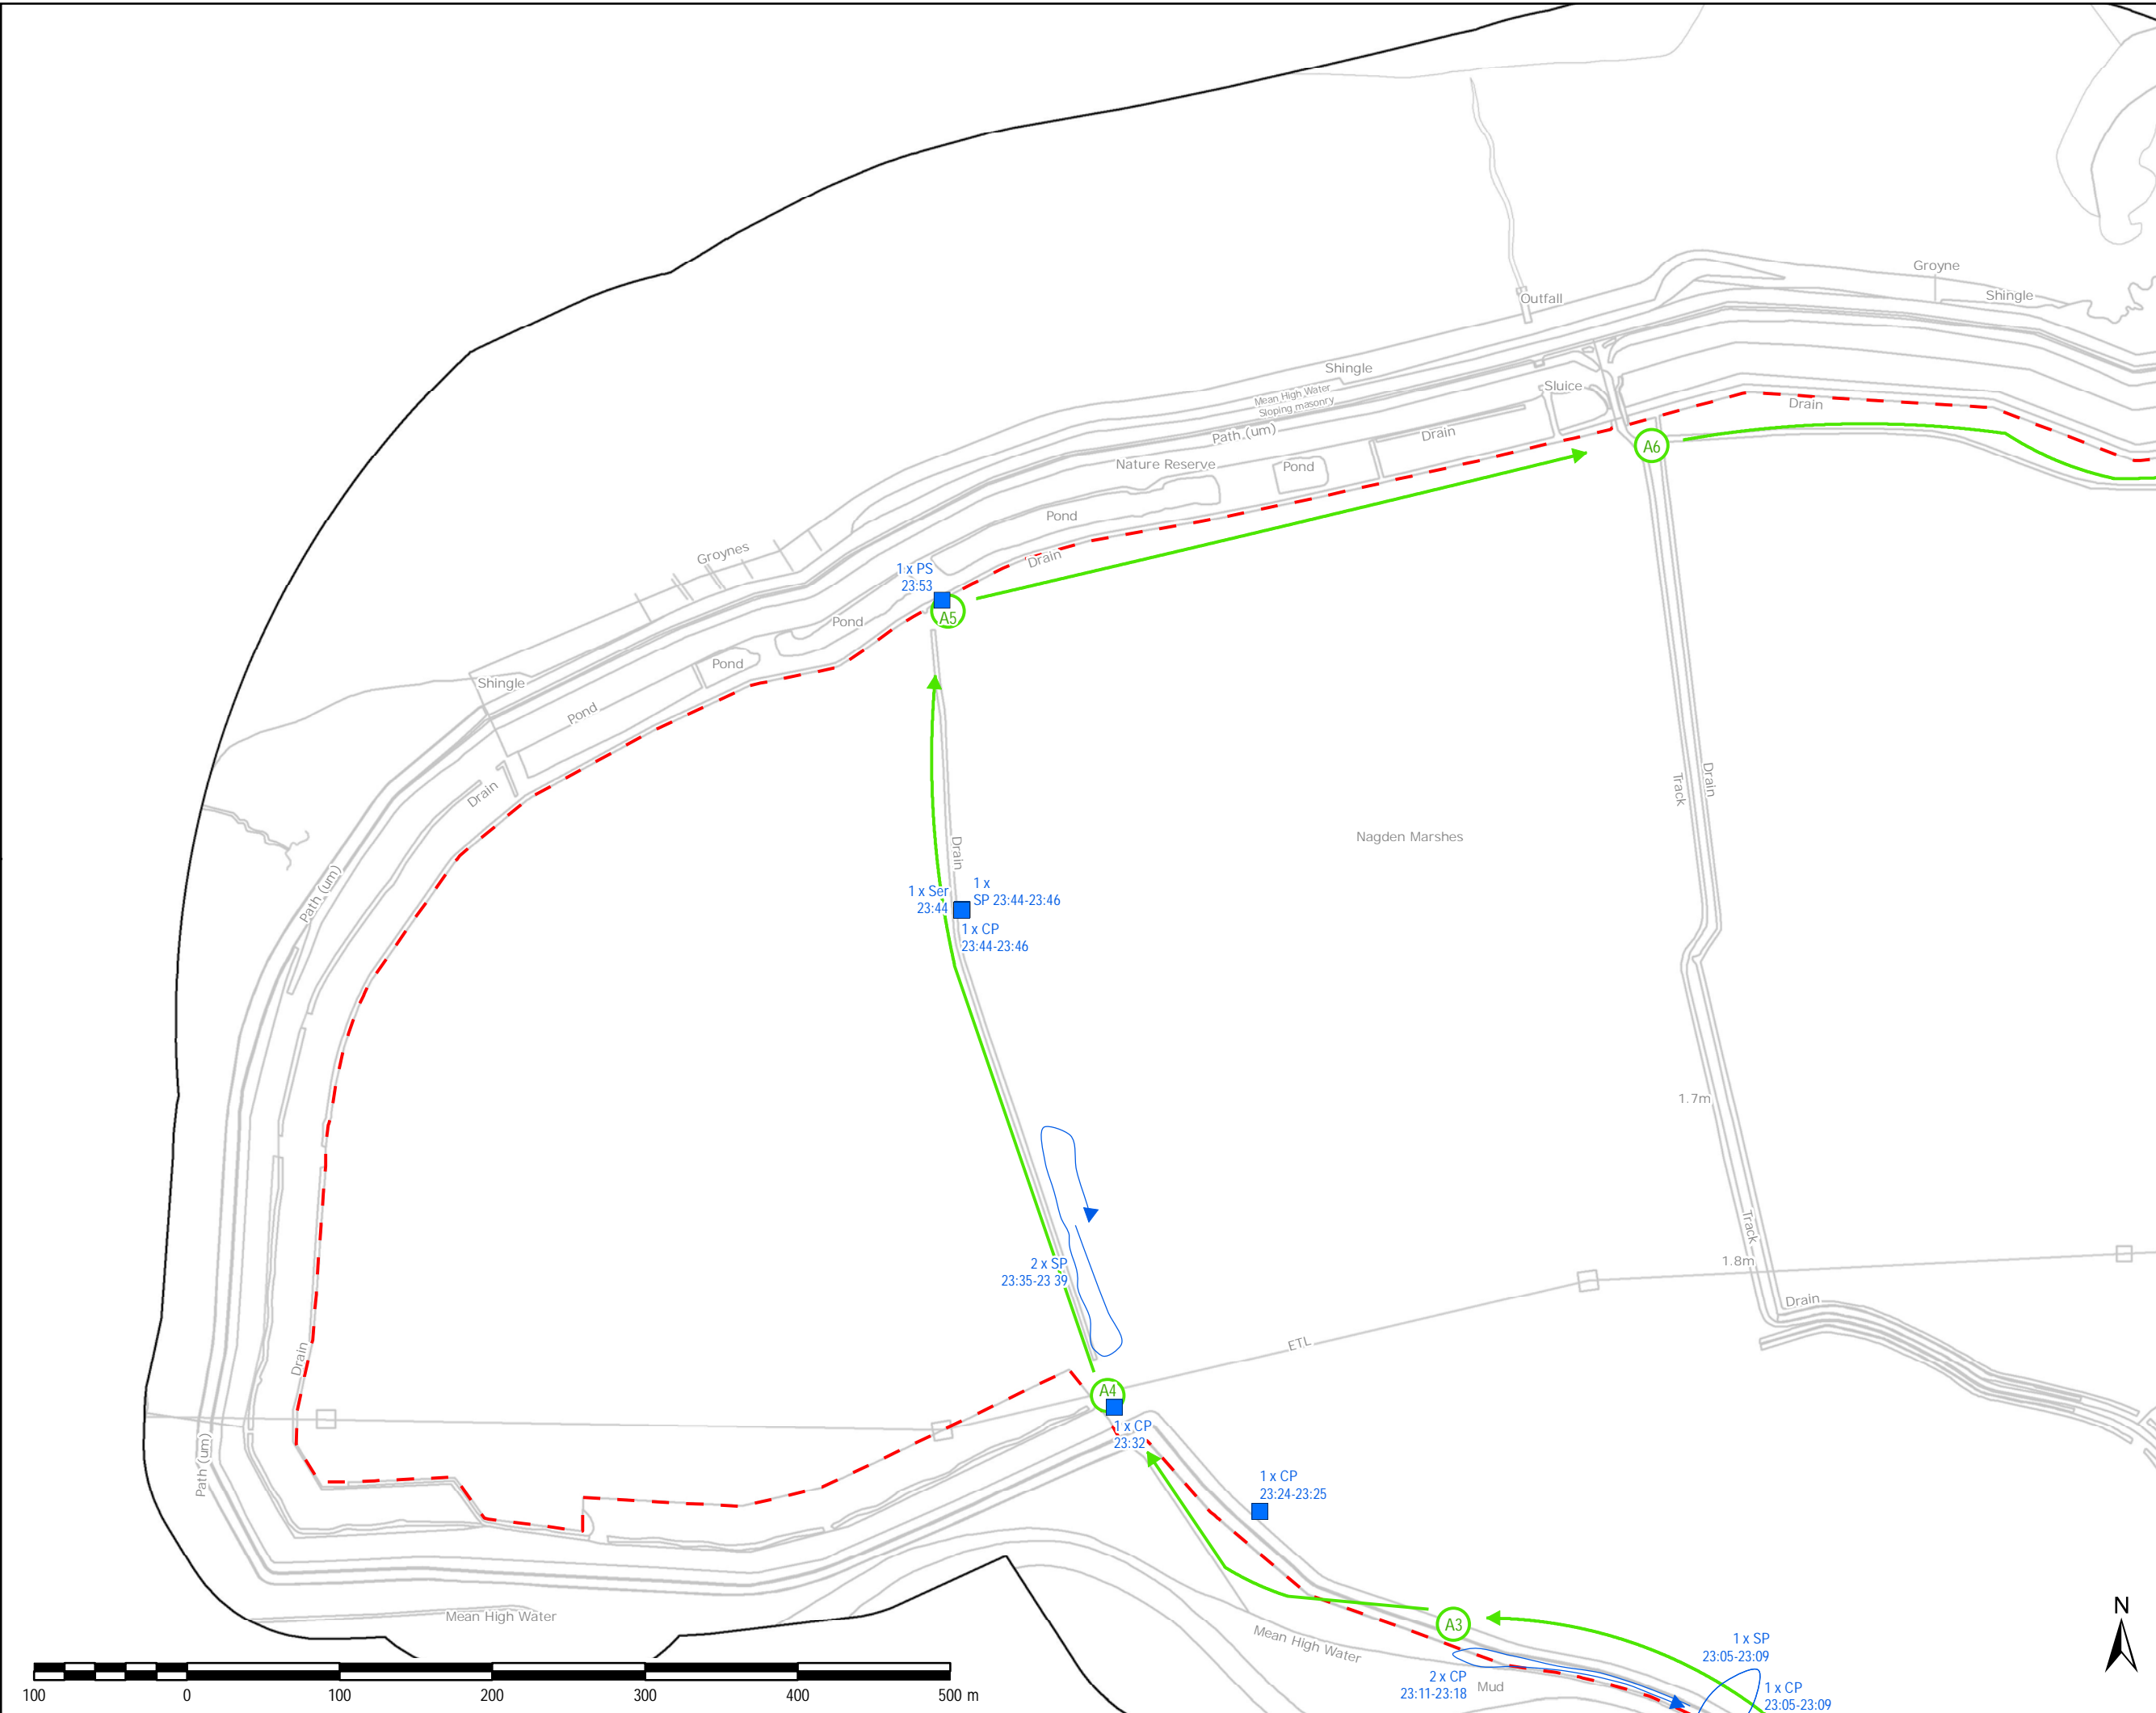 Groyne
Shingle
Outfall
Shingle
Mean High Water
Sloping masonry
Sluice
Drain
Path (um)
Drain
A6
Nature Reserve
Pond
Pond
Groynes
Drain
1 x PS
23:53
A5
Pond
Pond
Shingle
Pond
Drain
Drain
Track
Drain
Nagden Marshes
Path (um)
1 x Ser
23:44
1 x
SP 23:44-23:46
1 x CP
23:44-23:46
1.7m
Track
1.8m
2 x SP
23:35-23 39
Drain
ETL
Drain
A4
1 x CP
23:32
Path (um)
1 x CP
23:24-23:25
Mean High Water
A3
Mean High Water
1 x SP
23:05-23:09
2 x CP
23:11-23:18
Mud
1 x CP
23:05-23:09
N
100 0 100 200 300 400 500 m